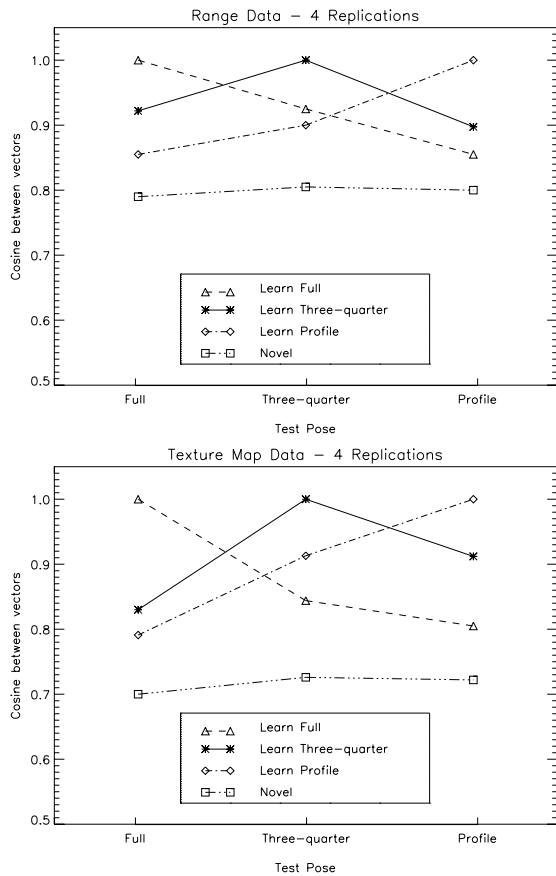 Range Data - 4 Replications
1.0
0.9
0.8
0.7
0.6
0.5
Cosine between vectors
Learn Full
Learn Three-quarter
Learn Profile
Novel
Full Three-quarter Profile
Test Pose
Texture Map Data - 4 Replications
1.0
0.9
0.8
0.7
0.6
0.5
Cosine between vectors
Learn Full
Learn Three-quarter
Learn Profile
Novel
Full Three-quarter Profile
Test Pose